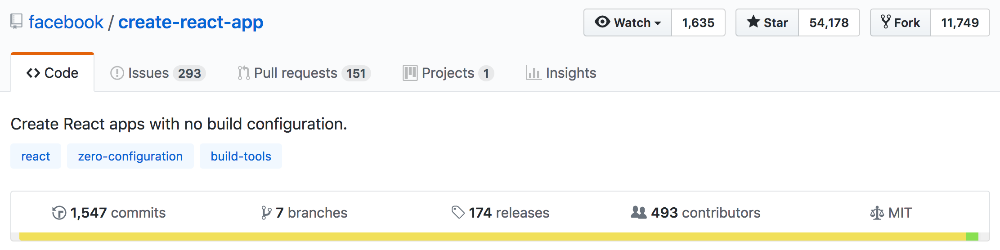 facebook / create-react-app Watch 1,635 Star 54,178 Fork 11,749
Code Issues 293 Pull requests 151 Projects 1 Insights
Create React apps with no build configuration.
react zero-configuration build-tools
1,547 commits 7 branches 174 releases 493 contributors MIT